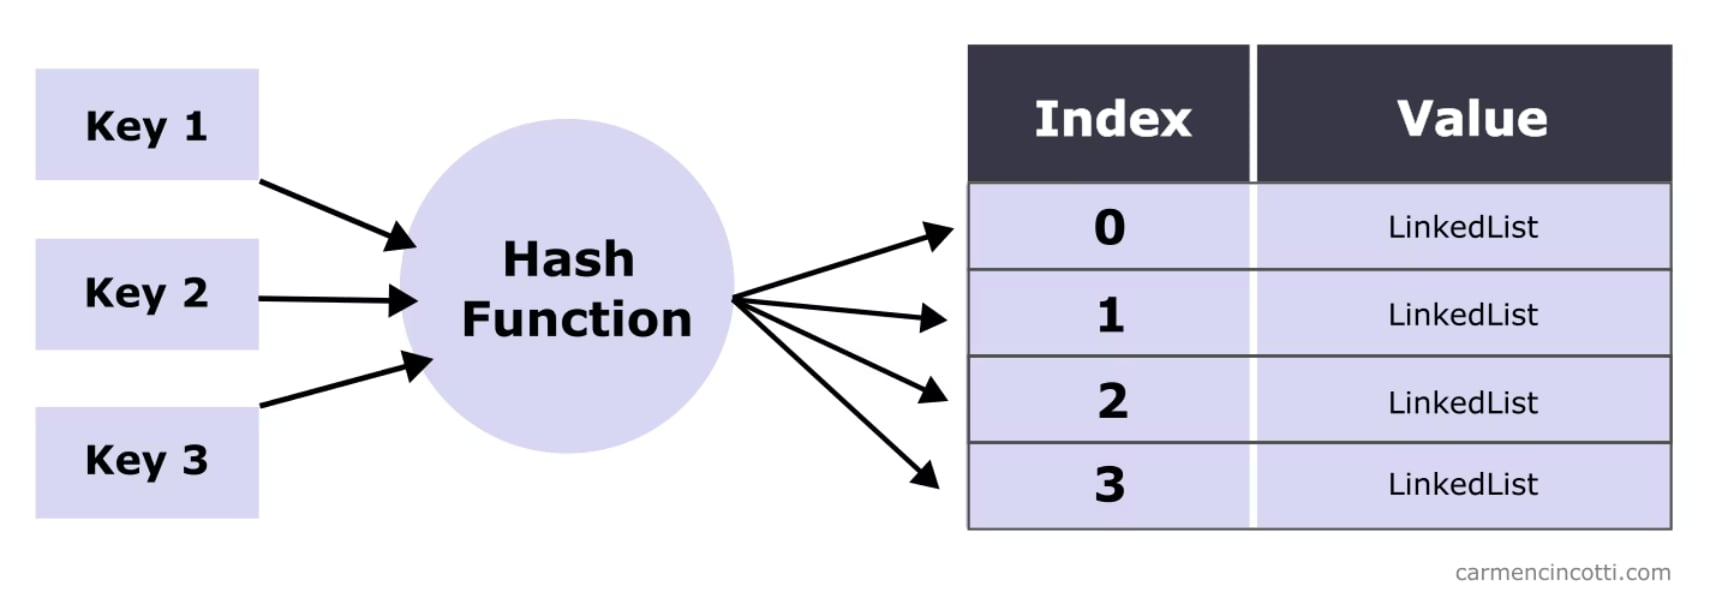 Key 1
Key 2
Key 3
Hash
Function
Index Value
0 LinkedList
1 LinkedList
2 LinkedList
3 LinkedList
carmencincotti.com